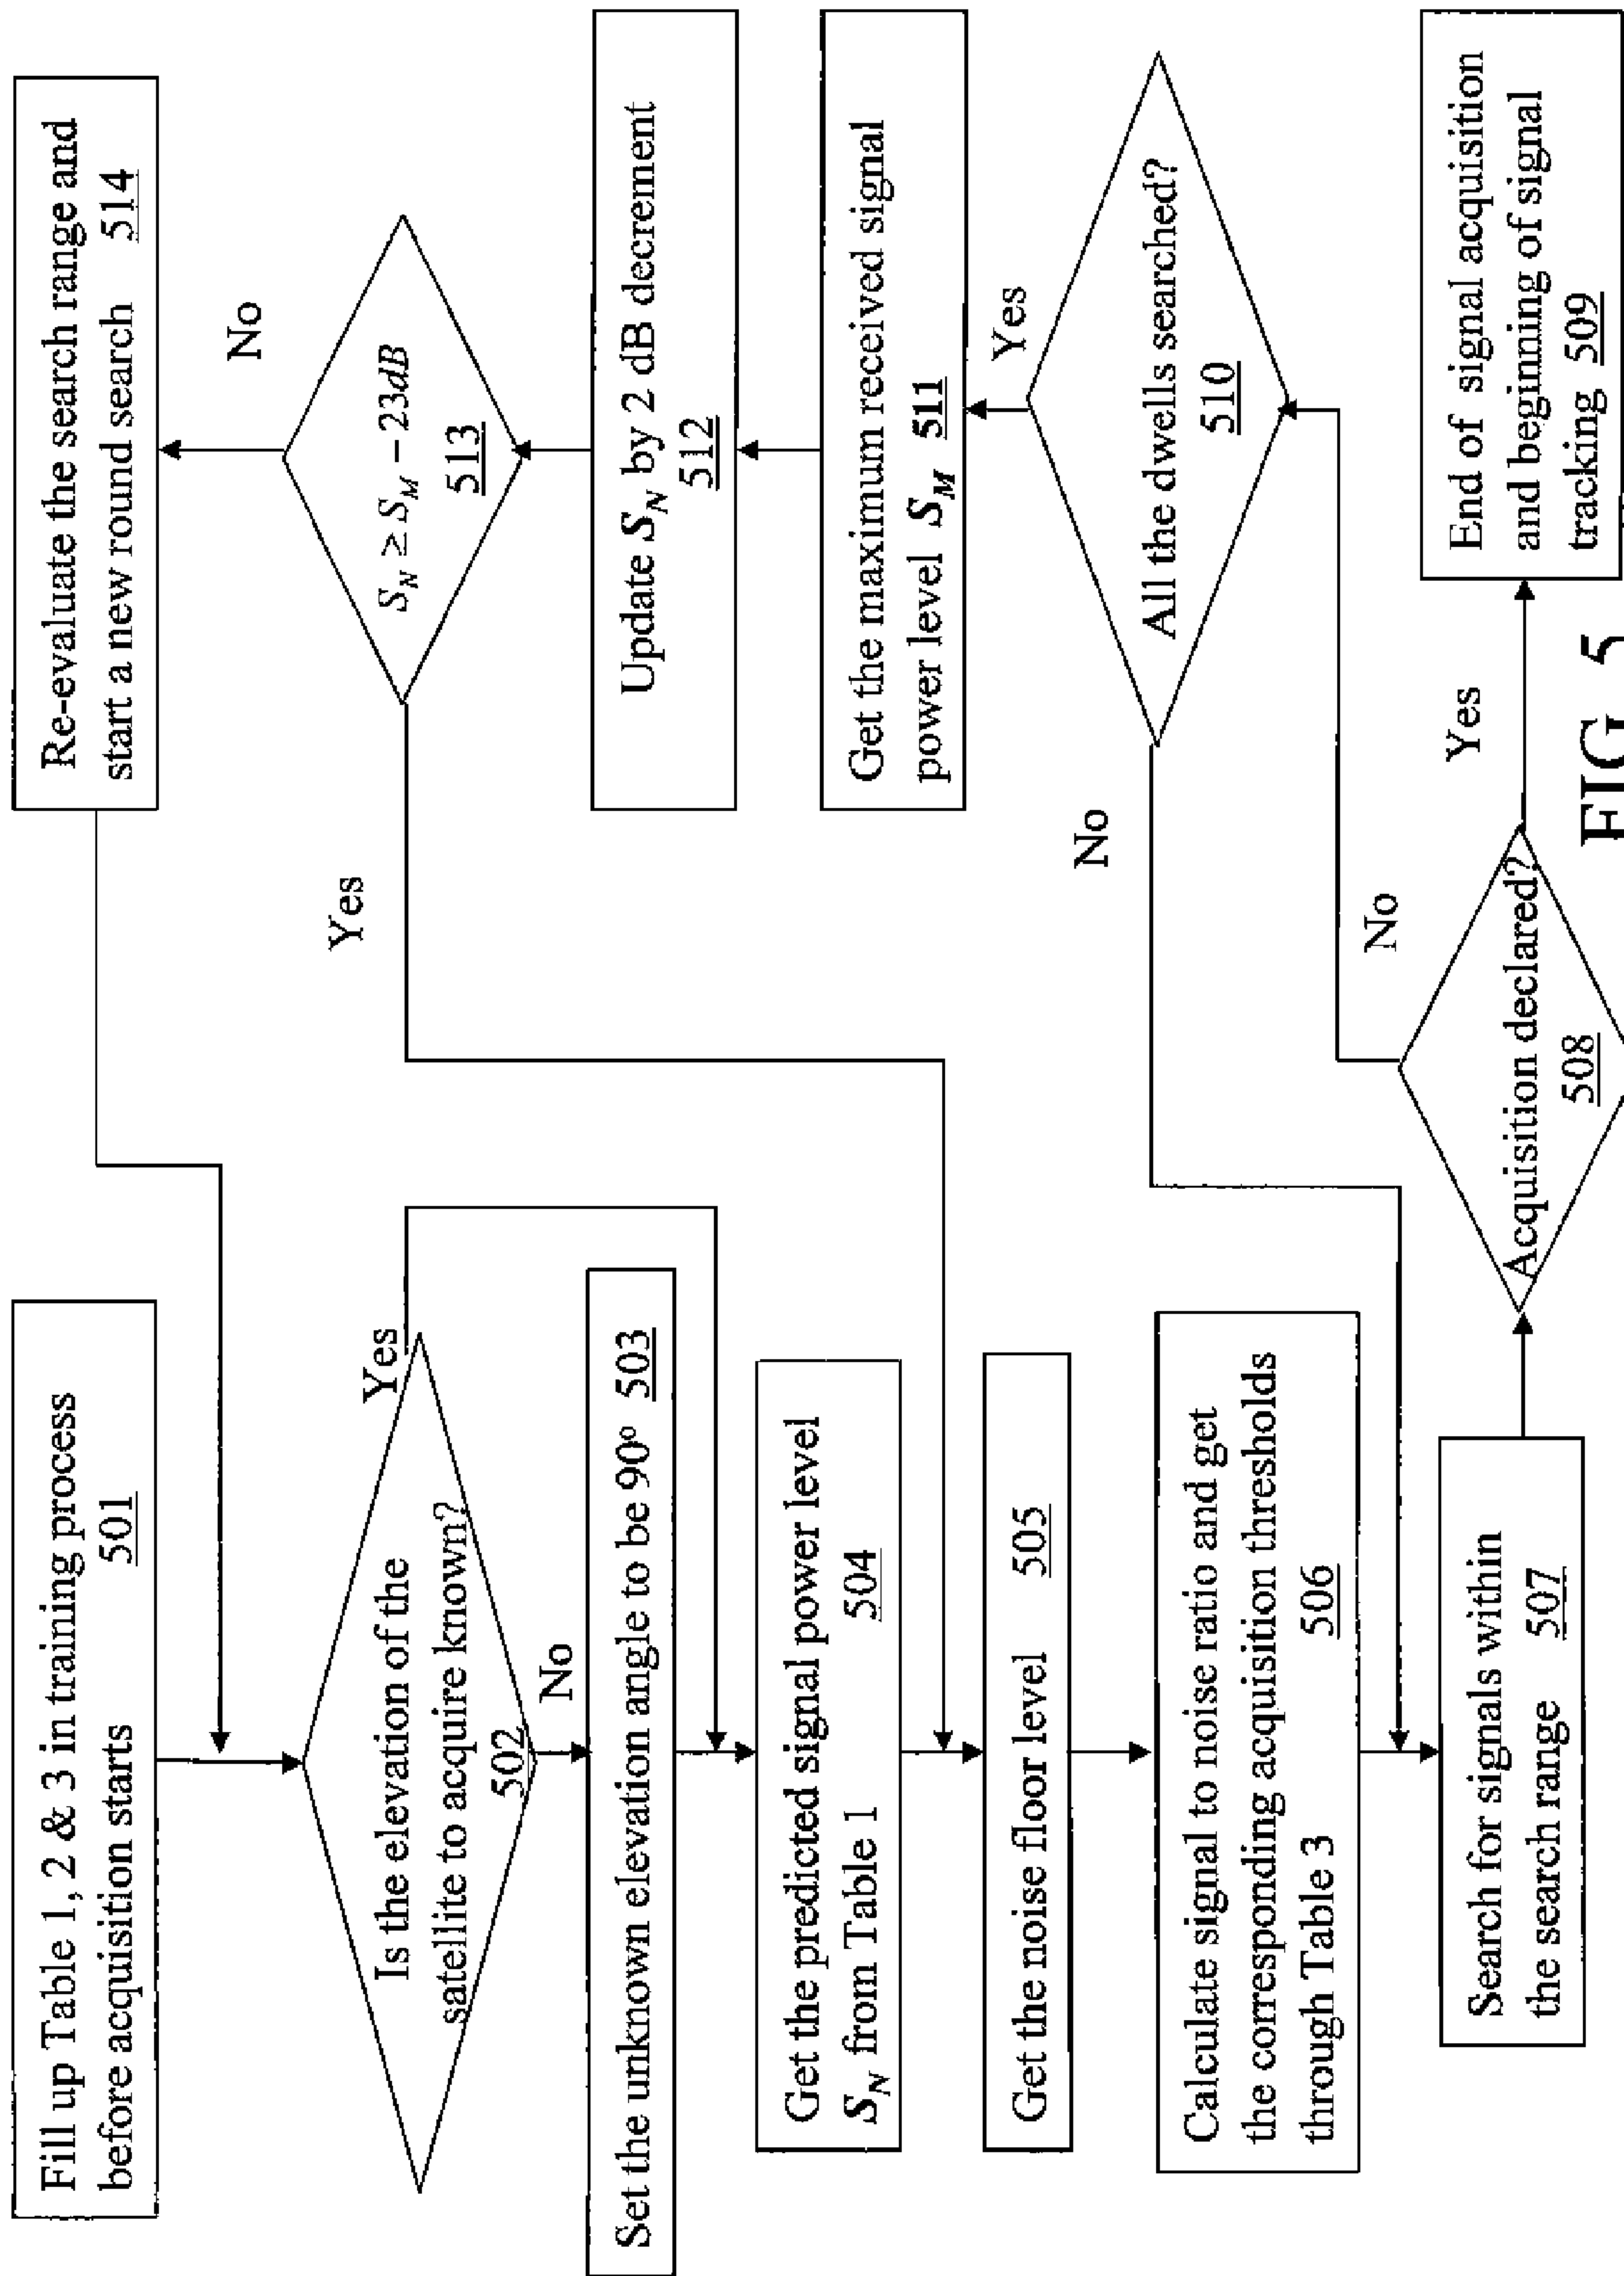 Fill up Table 1, 2 & 3 in training process
before acquisition starts 501
Is the elevation of the
satellite to acquire known?
502
Yes
No
Set the unknown elevation angle to be 90° 503
Get the predicted signal power level
S_N from Table 1 504
Get the noise floor level 505
Calculate signal to noise ratio and get
the corresponding acquisition thresholds
through Table 3 506
Search for signals within
the search range 507
Acquisition declared?
508
Yes
No
End of signal acquisition
and beginning of signal
tracking 509
All the dwells searched?
510
No
Yes
Get the maximum received signal
power level S_M 511
Update S_N by 2 dB decrement
512
S_N ≥ S_M − 23dB
513
Yes
No
Re-evaluate the search range and
start a new round search 514
FIG. 5